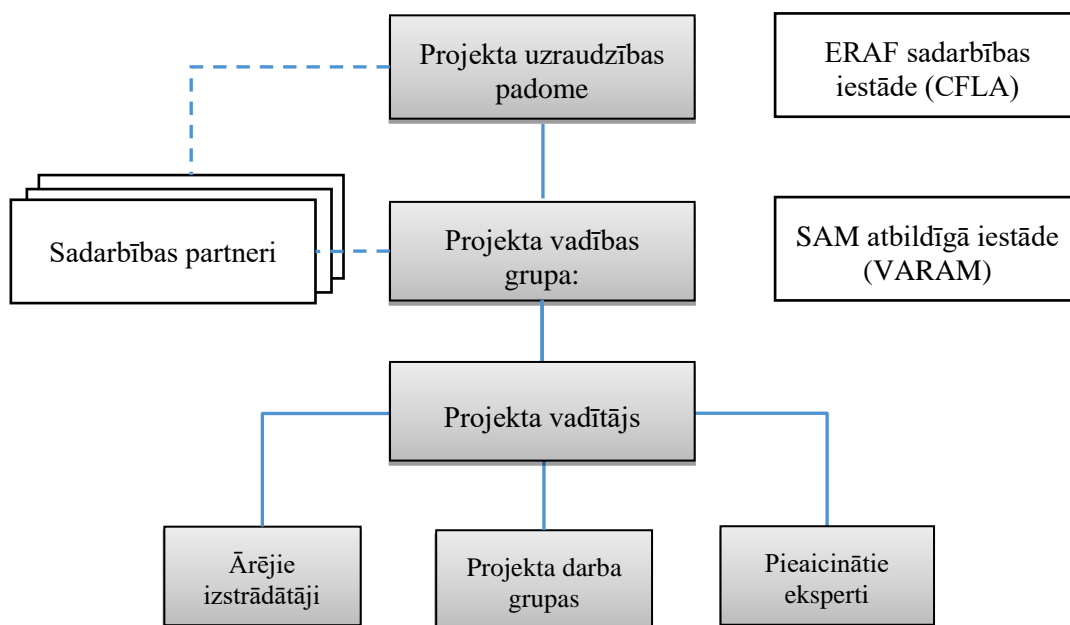 Projekta uzraudzības
padome
ERAF sadarbības
iestāde (CFLA)
Sadarbības partneri
Projekta vadības
grupa:
SAM atbildīgā iestāde
(VARAM)
Projekta vadītājs
Ārējie
izstrādātāji
Projekta darba
grupas
Pieaicinātie
eksperti